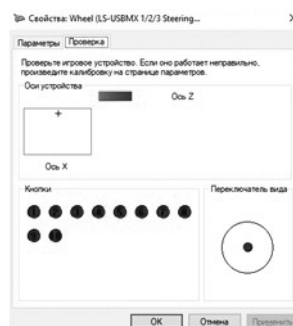 Свойства: Wheel (LS-USBMX 1/2/3 Steering...
Параметры Проверка
Проверьте игровое устройство. Если оно работает неправильно,
произведите калибровку на странице параметров.
Оси устройства
Ось Z
Ось X
Кнопки
Переключатель вида
OK Отмена Применить